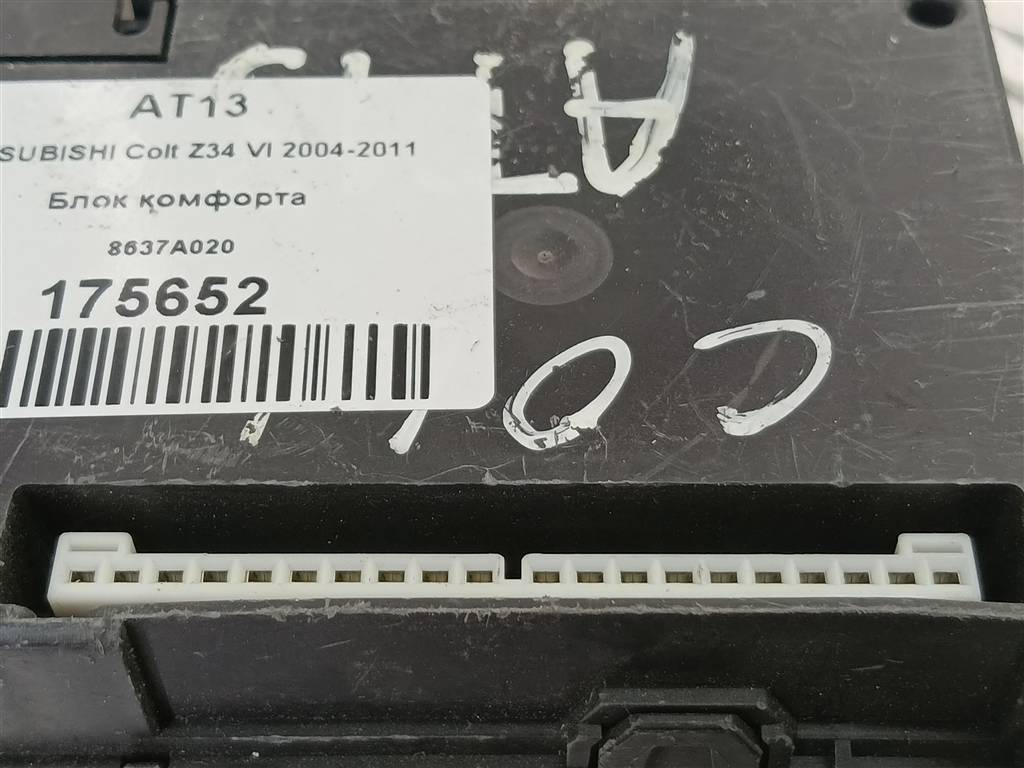 AT13
SUBISHI Colt Z34 VI 2004-2011
Блок комфорта
8637A020
175652